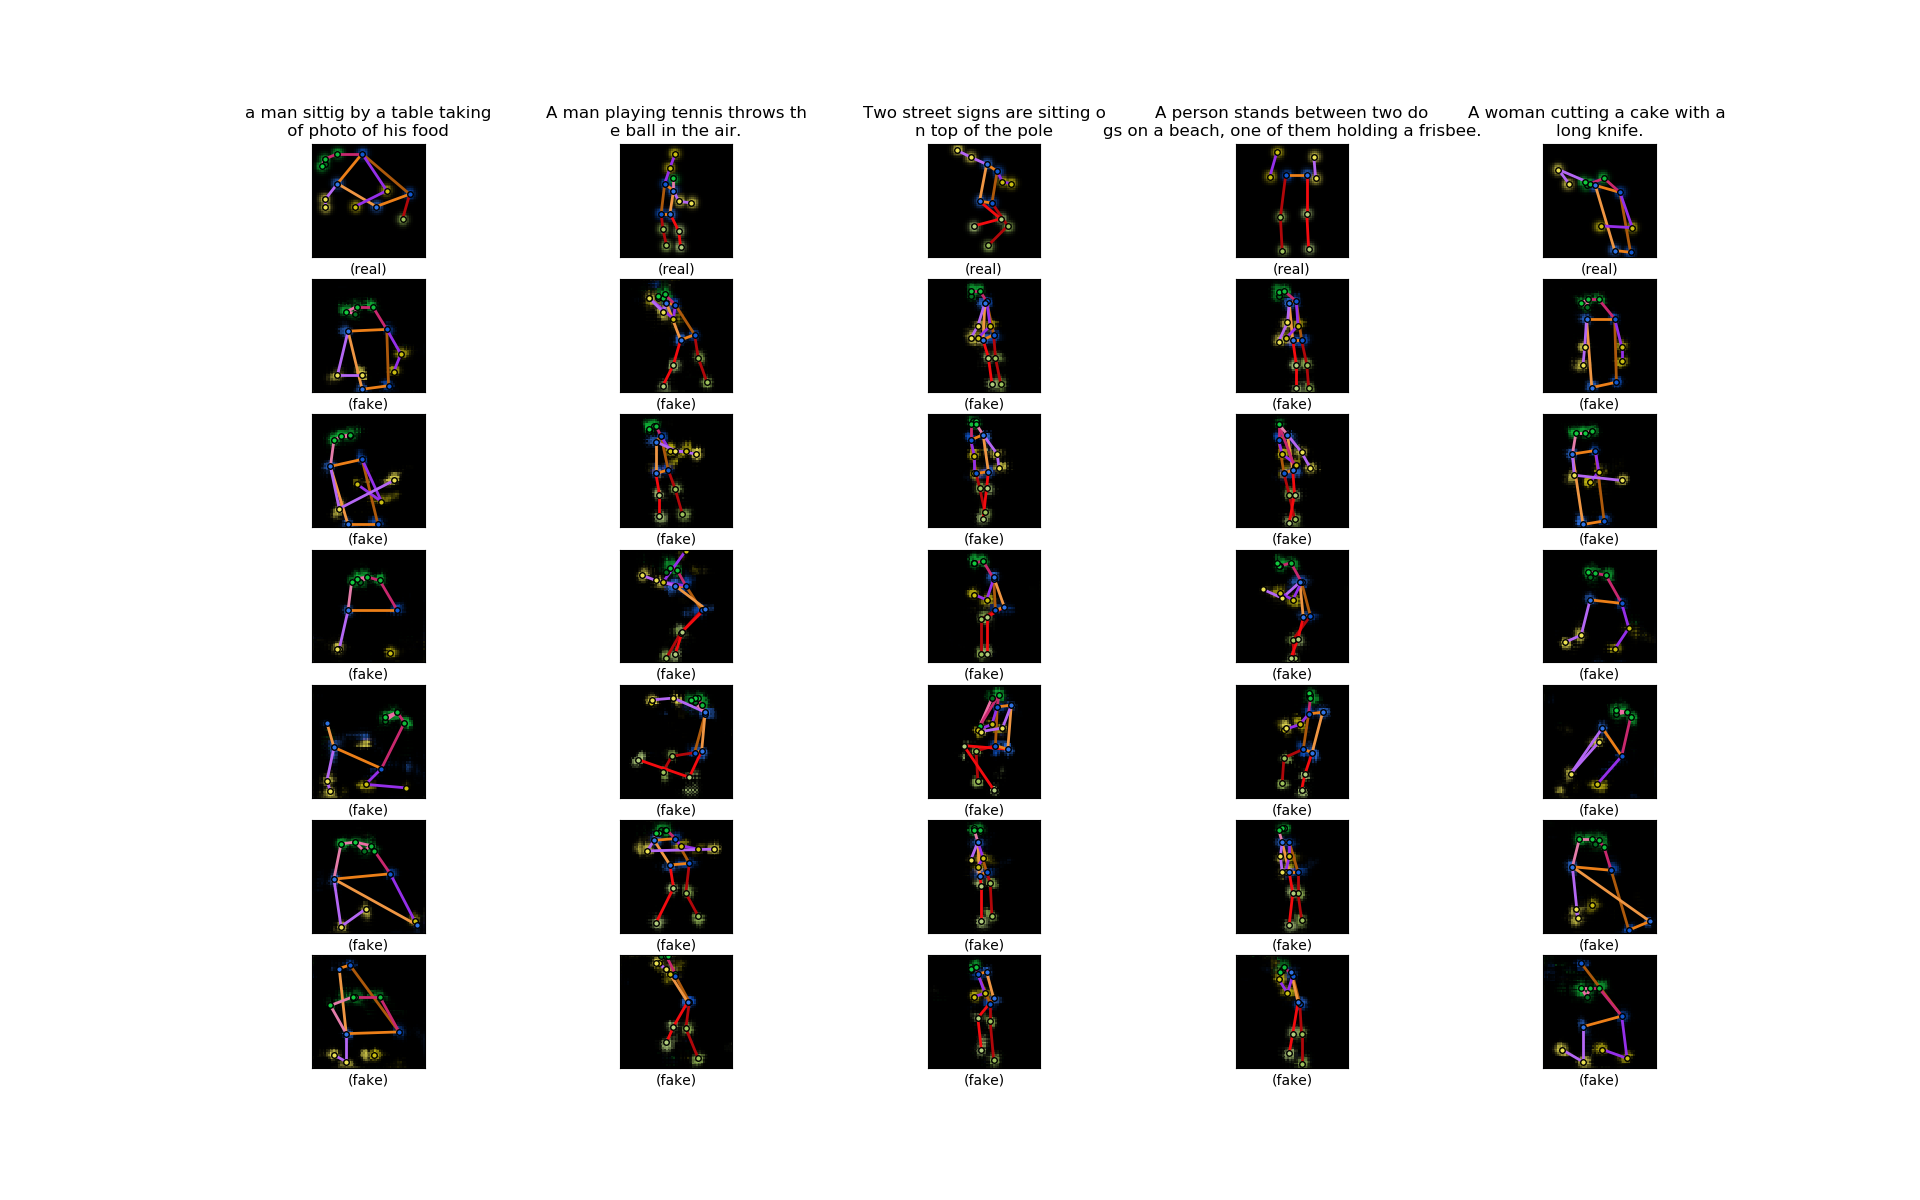 a man sittig by a table taking
of photo of his food
A man playing tennis throws th
e ball in the air.
Two street signs are sitting o
n top of the pole
A person stands between two do
gs on a beach, one of them holding a frisbee.
A woman cutting a cake with a
long knife.
(real) (real) (real) (real) (real)
(fake) (fake) (fake) (fake) (fake)
(fake) (fake) (fake) (fake) (fake)
(fake) (fake) (fake) (fake) (fake)
(fake) (fake) (fake) (fake) (fake)
(fake) (fake) (fake) (fake) (fake)
(fake) (fake) (fake) (fake) (fake)